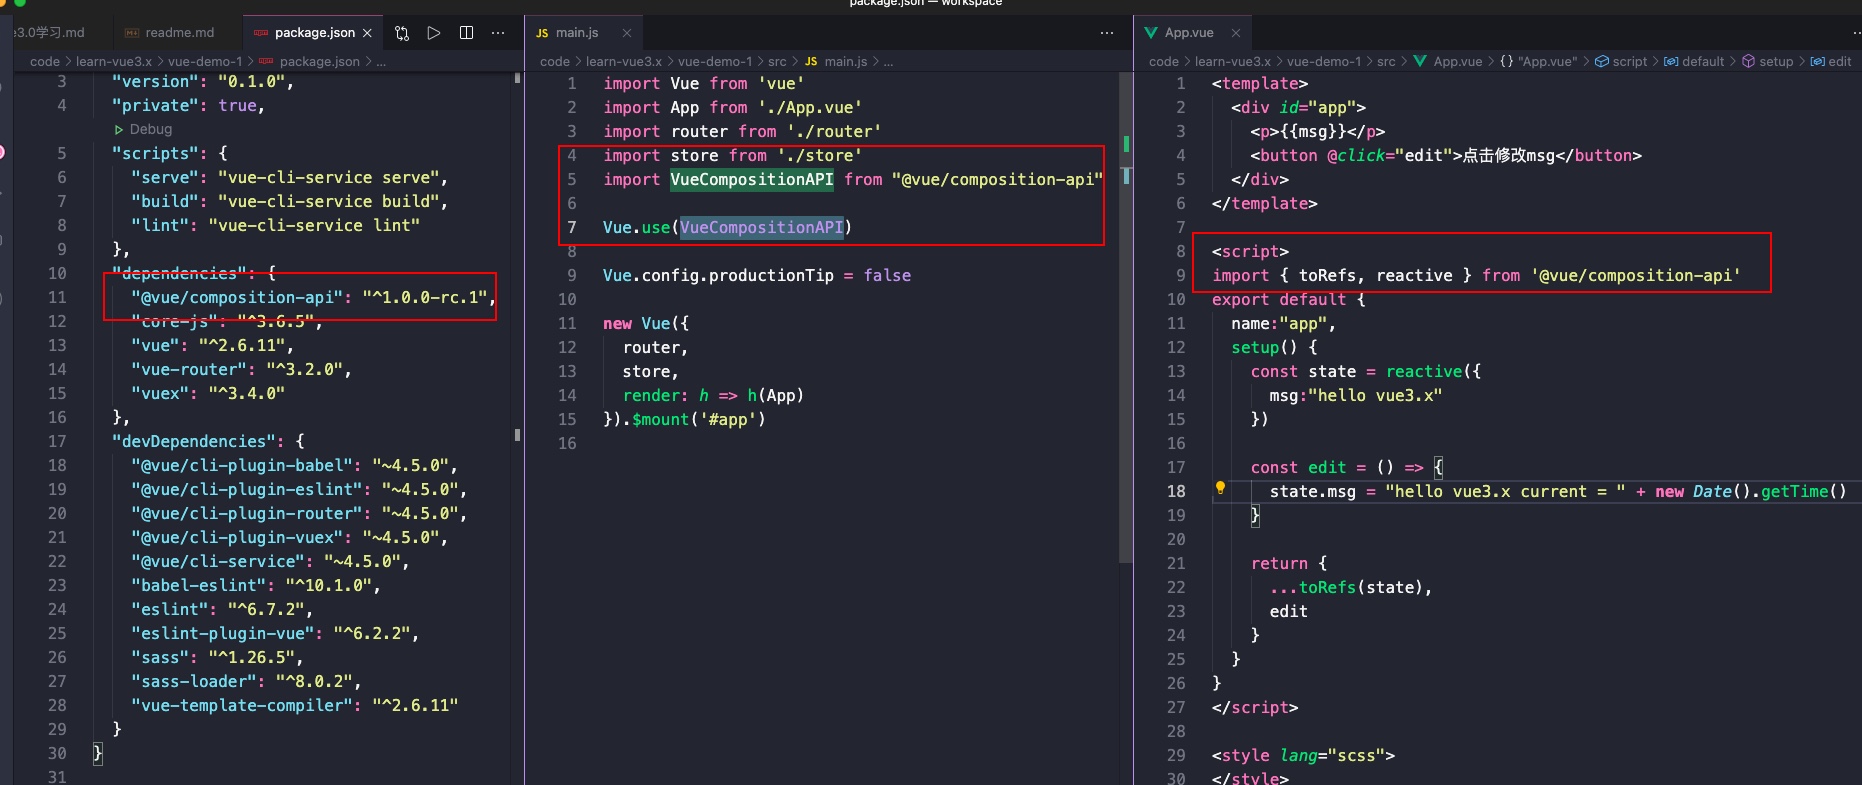 package.json — workspace
e3.0学习.md
readme.md
package.json
code > learn-vue3.x > vue-demo-1 > package.json > ...
3 "version": "0.1.0",
4 "private": true,
Debug
5 "scripts": {
6 "serve": "vue-cli-service serve",
7 "build": "vue-cli-service build",
8 "lint": "vue-cli-service lint"
9 },
10 "dependencies": {
11 "@vue/composition-api": "^1.0.0-rc.1",
12 "core-js": "^3.6.5",
13 "vue": "^2.6.11",
14 "vue-router": "^3.2.0",
15 "vuex": "^3.4.0"
16 },
17 "devDependencies": {
18 "@vue/cli-plugin-babel": "~4.5.0",
19 "@vue/cli-plugin-eslint": "~4.5.0",
20 "@vue/cli-plugin-router": "~4.5.0",
21 "@vue/cli-plugin-vuex": "~4.5.0",
22 "@vue/cli-service": "~4.5.0",
23 "babel-eslint": "^10.1.0",
24 "eslint": "^6.7.2",
25 "eslint-plugin-vue": "^6.2.2",
26 "sass": "^1.26.5",
27 "sass-loader": "^8.0.2",
28 "vue-template-compiler": "^2.6.11"
29 }
30 }
31
JS main.js
code > learn-vue3.x > vue-demo-1 > src > JS main.js > ...
1 import Vue from 'vue'
2 import App from './App.vue'
3 import router from './router'
4 import store from './store'
5 import VueCompositionAPI from "@vue/composition-api"
6
7 Vue.use(VueCompositionAPI)
8
9 Vue.config.productionTip = false
10
11 new Vue({
12 router,
13 store,
14 render: h => h(App)
15 }).$mount('#app')
16
App.vue
code > learn-vue3.x > vue-demo-1 > src > App.vue > {} "App.vue" > script > default > setup > edit
1 <template>
2 <div id="app">
3 <p>{{msg}}</p>
4 <button @click="edit">点击修改msg</button>
5 </div>
6 </template>
7
8 <script>
9 import { toRefs, reactive } from '@vue/composition-api'
10 export default {
11 name:"app",
12 setup() {
13 const state = reactive({
14 msg:"hello vue3.x"
15 })
16
17 const edit = () => {
18 state.msg = "hello vue3.x current = " + new Date().getTime()
19 }
20
21 return {
22 ...toRefs(state),
23 edit
24 }
25 }
26 }
27 </script>
28
29 <style lang="scss">
30 </style>